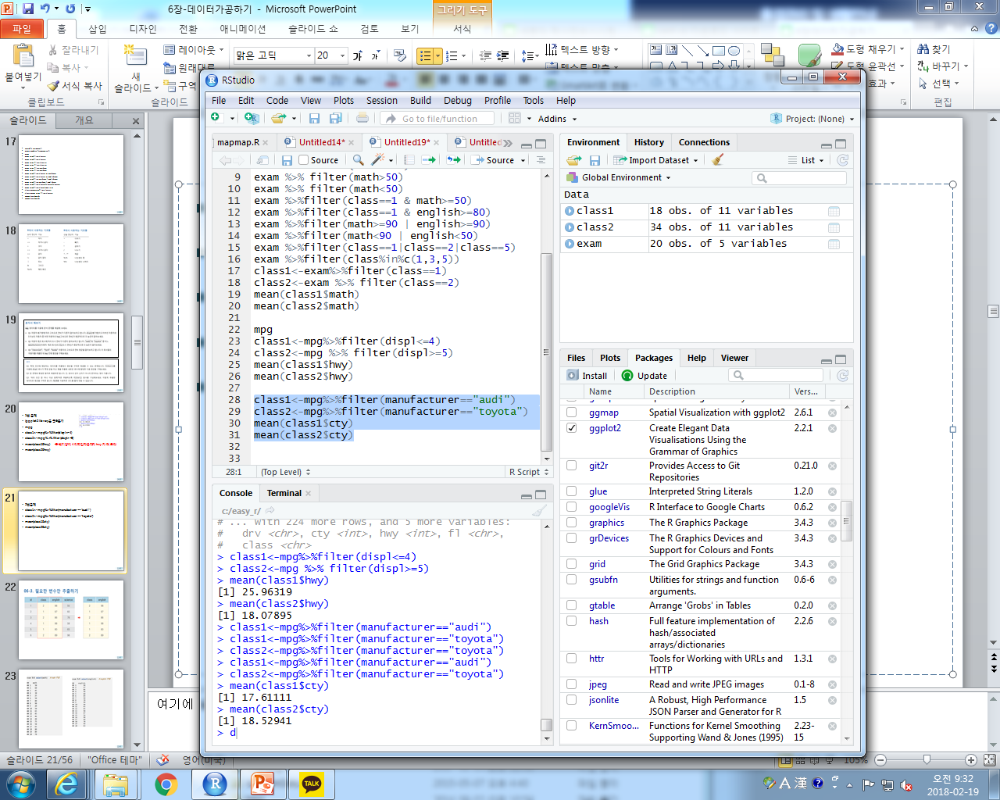 6장-데이터가공하기 - Microsoft PowerPoint
그리기 도구
파일
홈
삽입
디자인
전환
애니메이션
슬라이드 쇼
검토
보기
서식
붙여넣기
잘라내기
복사
서식 복사
클립보드
새 슬라이드
레이아웃
원래대로
구역
슬라이드
맑은 고딕
20
텍스트 방향
텍스트 맞춤
도형 채우기
도형 윤곽선
효과
찾기
바꾸기
선택
편집
슬라이드
개요
17
18
19
20
21
22
06-3. 필요한 변수만 추출하기
23
RStudio
File Edit Code View Plots Session Build Debug Profile Tools Help
Go to file/function
Addins
Project: (None)
mapmap.R
Untitled14*
Untitled19*
Untitled
Source
Source
9 exam %>% filter(math>50)
10 exam %>% filter(math<50)
11 exam %>%filter(class==1 & math>=50)
12 exam %>%filter(class==1 & english>=80)
13 exam %>%filter(math>=90 | english>=90)
14 exam %>%filter(math<90 | english<50)
15 exam %>%filter(class==1|class==2|class==5)
16 exam %>%filter(class%in%c(1,3,5))
17 class1<-exam%>%filter(class==1)
18 class2<-exam %>% filter(class==2)
19 mean(class1$math)
20 mean(class2$math)
21
22 mpg
23 class1<-mpg%>%filter(displ<=4)
24 class2<-mpg %>% filter(displ>=5)
25 mean(class1$hwy)
26 mean(class2$hwy)
27
28 class1<-mpg%>%filter(manufacturer=="audi")
29 class2<-mpg%>%filter(manufacturer=="toyota")
30 mean(class1$cty)
31 mean(class2$cty)
32
33
28:1
(Top Level)
R Script
Console
Terminal
c:/easy_r/
# ... with 224 more rows, and 5 more variables:
# drv <chr>, cty <int>, hwy <int>, fl <chr>,
# class <chr>
> class1<-mpg%>%filter(displ<=4)
> class2<-mpg %>% filter(displ>=5)
> mean(class1$hwy)
[1] 25.96319
> mean(class2$hwy)
[1] 18.07895
> class1<-mpg%>%filter(manufacturer=="audi")
> class1<-mpg%>%filter(manufacturer=="toyota")
> class2<-mpg%>%filter(manufacturer=="toyota")
> class1<-mpg%>%filter(manufacturer=="audi")
> class2<-mpg%>%filter(manufacturer=="toyota")
> mean(class1$cty)
[1] 17.61111
> mean(class2$cty)
[1] 18.52941
> d
Environment
History
Connections
Import Dataset
List
Global Environment
Data
class1 18 obs. of 11 variables
class2 34 obs. of 11 variables
exam 20 obs. of 5 variables
Files
Plots
Packages
Help
Viewer
Install
Update
Name Description Vers...
ggmap Spatial Visualization with ggplot2 2.6.1
ggplot2 Create Elegant Data 2.2.1
Visualisations Using the
Grammar of Graphics
git2r Provides Access to Git 0.21.0
Repositories
glue Interpreted String Literals 1.2.0
googleVis R Interface to Google Charts 0.6.2
graphics The R Graphics Package 3.4.3
grDevices The R Graphics Devices and 3.4.3
Support for Colours and Fonts
grid The Grid Graphics Package 3.4.3
gsubfn Utilities for strings and function 0.6-6
arguments.
gtable Arrange 'Grobs' in Tables 0.2.0
hash Full feature implementation of 2.2.6
hash/associated
arrays/dictionaries
httr Tools for Working with URLs and 1.3.1
HTTP
jpeg Read and write JPEG images 0.1-8
jsonlite A Robust, High Performance 1.5
JSON Parser and Generator for R
KernSmoo... Functions for Kernel Smoothing 2.23-
Supporting Wand & Jones (1995) 15
여기에
슬라이드 21/56
"Office 테마"
영어(미국)
105%
TALK
A 漢
오전 9:32
2018-02-19